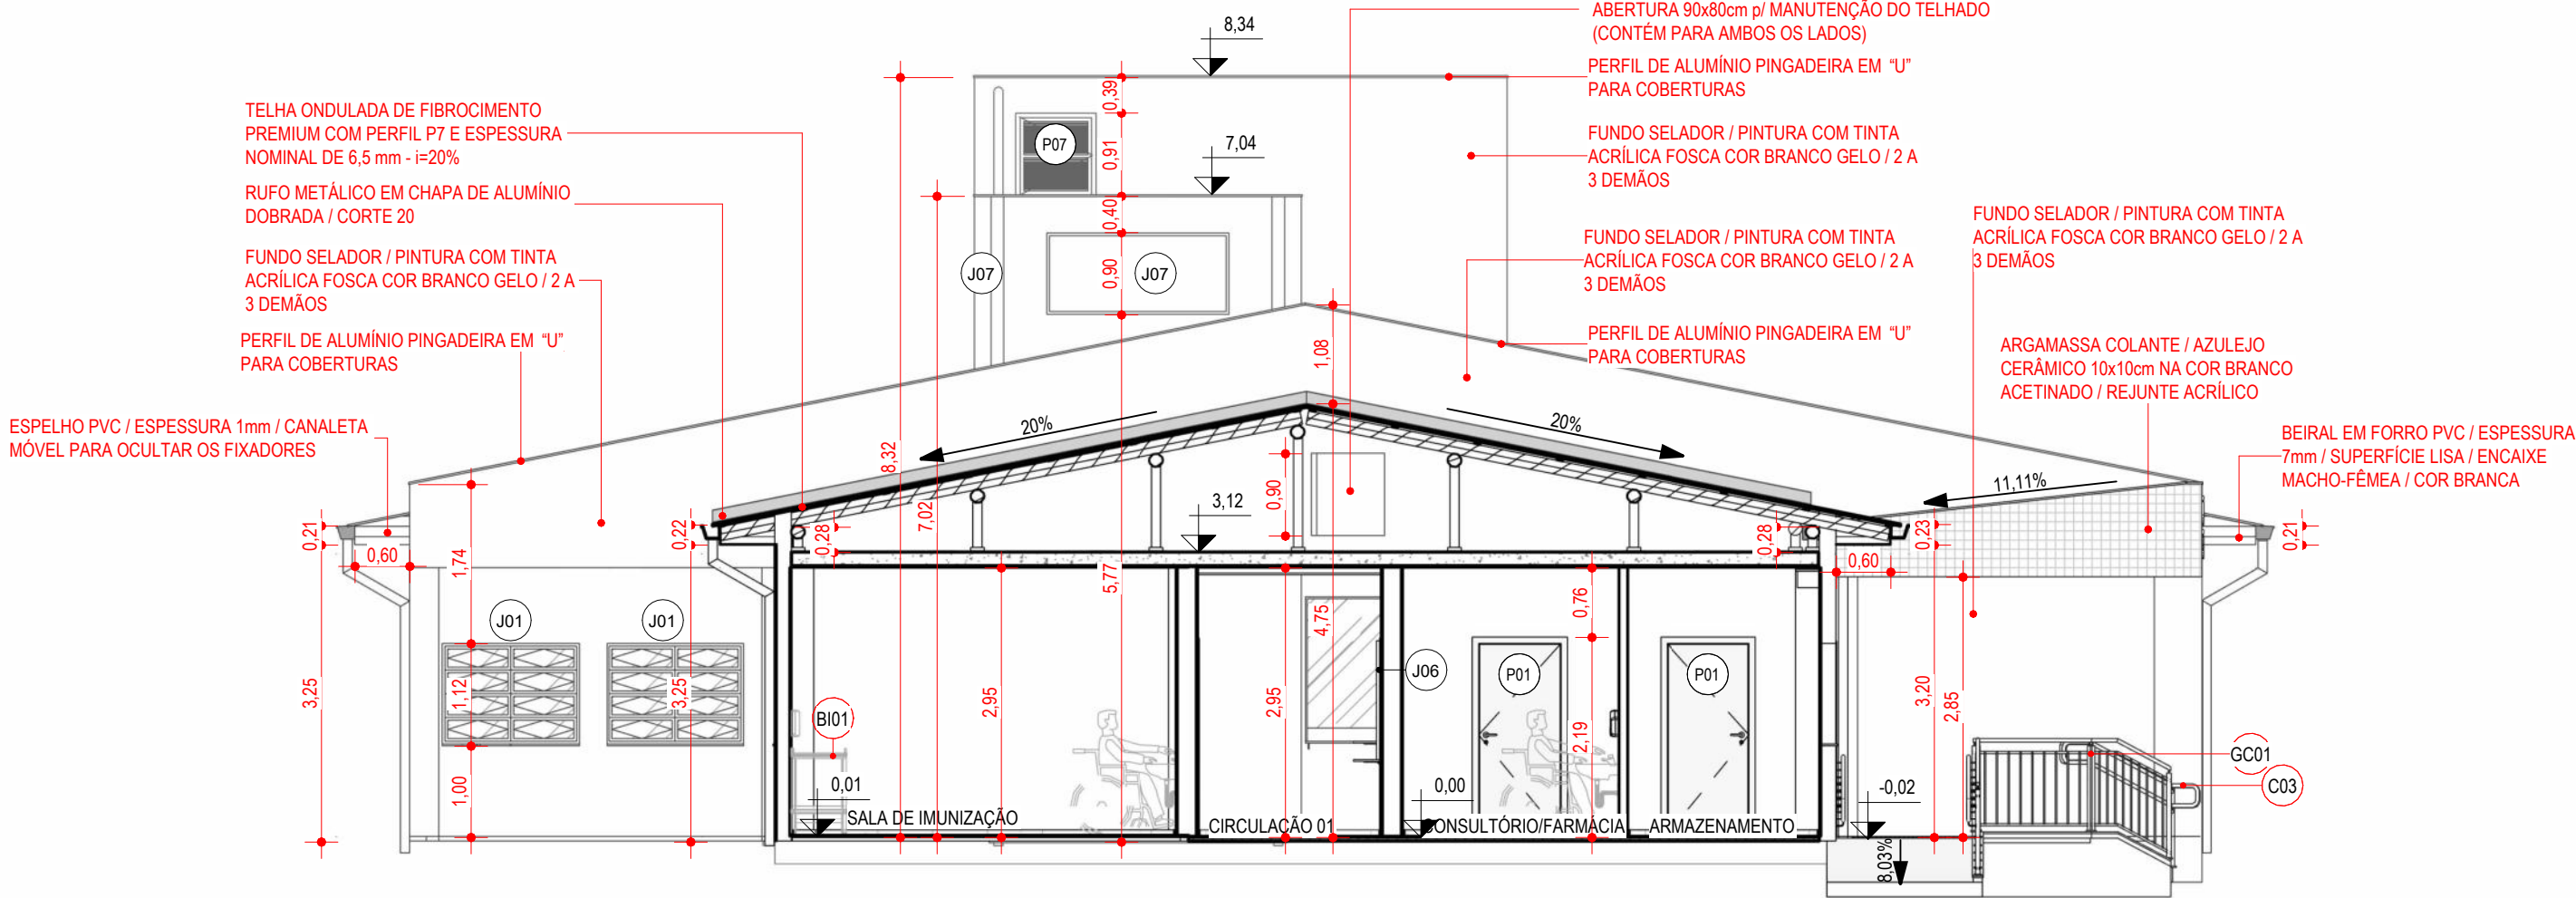 ABERTURA 90x80cm p/ MANUTENÇÃO DO TELHADO
(CONTÉM PARA AMBOS OS LADOS)
8,34
PERFIL DE ALUMÍNIO PINGADEIRA EM “U”
PARA COBERTURAS
0,39
TELHA ONDULADA DE FIBROCIMENTO
PREMIUM COM PERFIL P7 E ESPESSURA
NOMINAL DE 6,5 mm - i=20%
P07
0,91
7,04
FUNDO SELADOR / PINTURA COM TINTA
ACRÍLICA FOSCA COR BRANCO GELO / 2 A
3 DEMÃOS
RUFO METÁLICO EM CHAPA DE ALUMÍNIO
DOBRADA / CORTE 20
0,40
FUNDO SELADOR / PINTURA COM TINTA
ACRÍLICA FOSCA COR BRANCO GELO / 2 A
3 DEMÃOS
FUNDO SELADOR / PINTURA COM TINTA
ACRÍLICA FOSCA COR BRANCO GELO / 2 A
3 DEMÃOS
FUNDO SELADOR / PINTURA COM TINTA
ACRÍLICA FOSCA COR BRANCO GELO / 2 A
3 DEMÃOS
J07
0,90
J07
PERFIL DE ALUMÍNIO PINGADEIRA EM “U”
PARA COBERTURAS
1,08
PERFIL DE ALUMÍNIO PINGADEIRA EM “U”
PARA COBERTURAS
ARGAMASSA COLANTE / AZULEJO
CERÂMICO 10x10cm NA COR BRANCO
ACETINADO / REJUNTE ACRÍLICO
ESPELHO PVC / ESPESSURA 1mm / CANALETA
MÓVEL PARA OCULTAR OS FIXADORES
20%
20%
BEIRAL EM FORRO PVC / ESPESSURA
7mm / SUPERFÍCIE LISA / ENCAIXE
MACHO-FÊMEA / COR BRANCA
8,32
11,11%
7,02
3,12
0,90
0,21
0,60
1,74
0,22
0,28
0,28
0,23
0,60
0,21
5,77
4,75
0,76
J01
J01
J06
P01
P01
3,25
1,12
3,25
2,95
2,95
2,19
3,20
2,85
BI01
1,00
0,01
0,00
-0,02
GC01
C03
SALA DE IMUNIZAÇÃO
CIRCULAÇÃO 01
CONSULTÓRIO/FARMÁCIA
ARMAZENAMENTO
8,03%